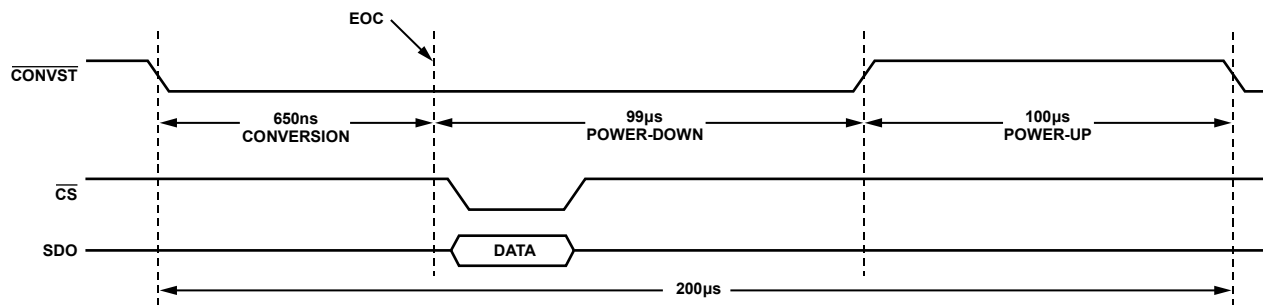 EOC
CONVST
650ns
CONVERSION
99µs
POWER-DOWN
100µs
POWER-UP
CS
SDO
DATA
200µs